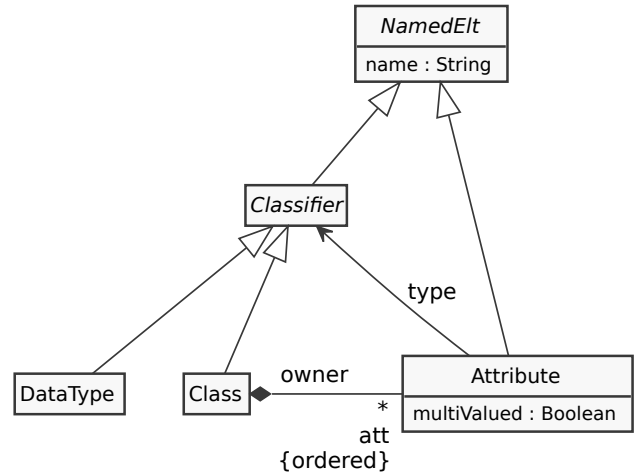 NamedElt
name : String
Classifier
type
DataType
Class
owner
*
att
{ordered}
Attribute
multiValued : Boolean